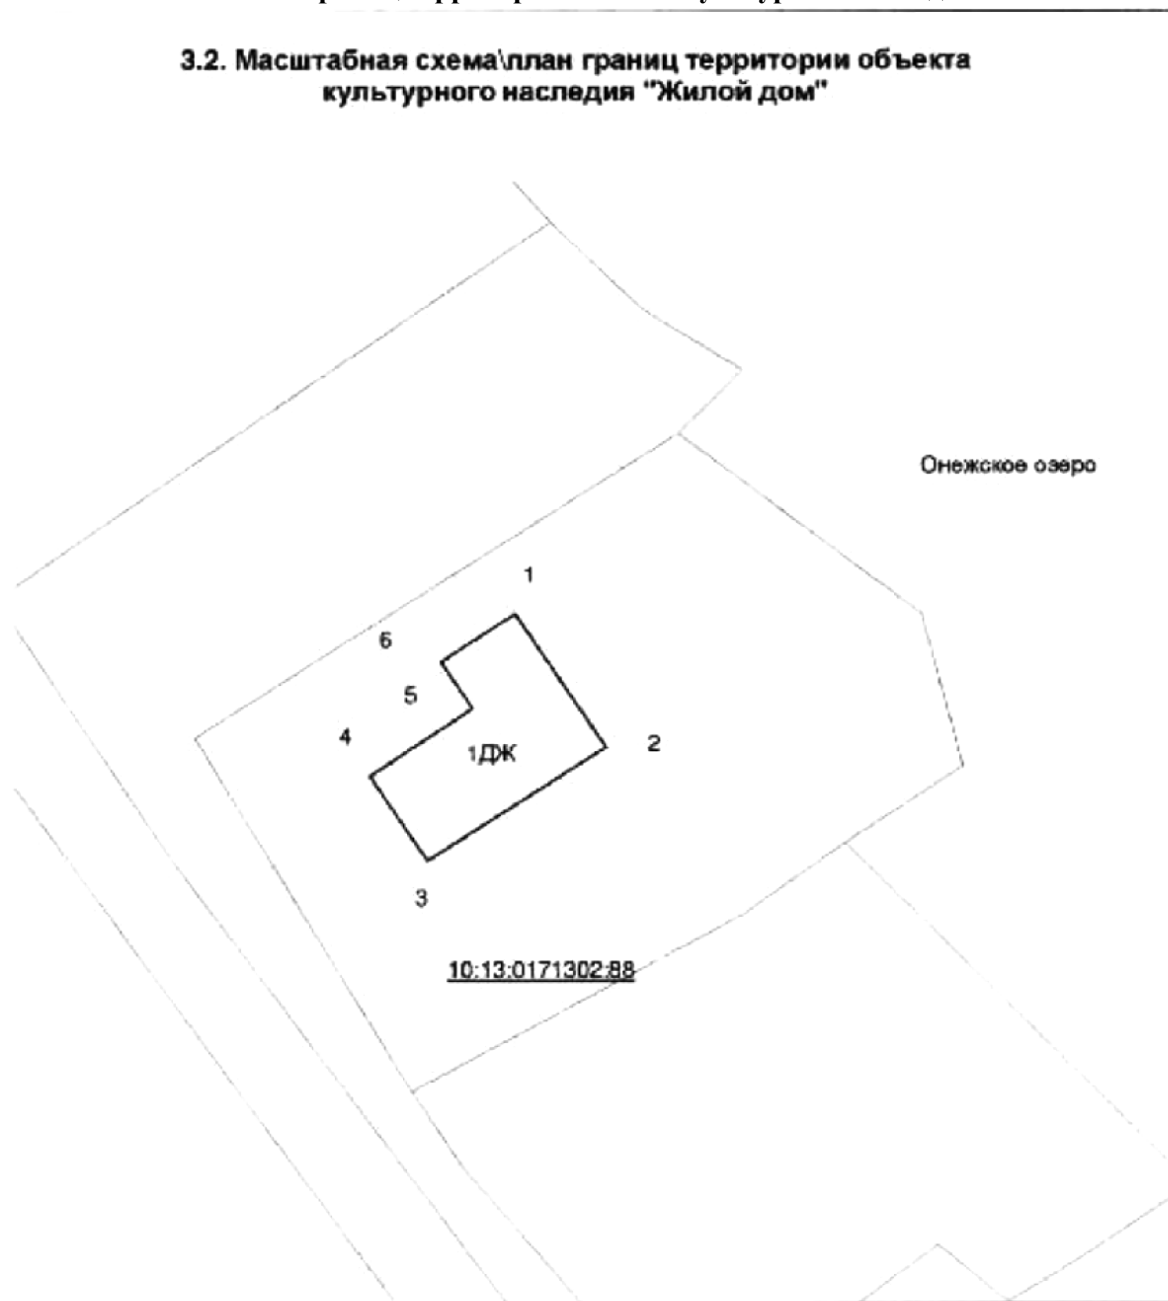 3.2. Масштабная схема\план границ территории объекта
культурного наследия "Жилой дом"
Онежское озеро
1
6
5
4
2
1ДЖ
3
10:13:0171302:88